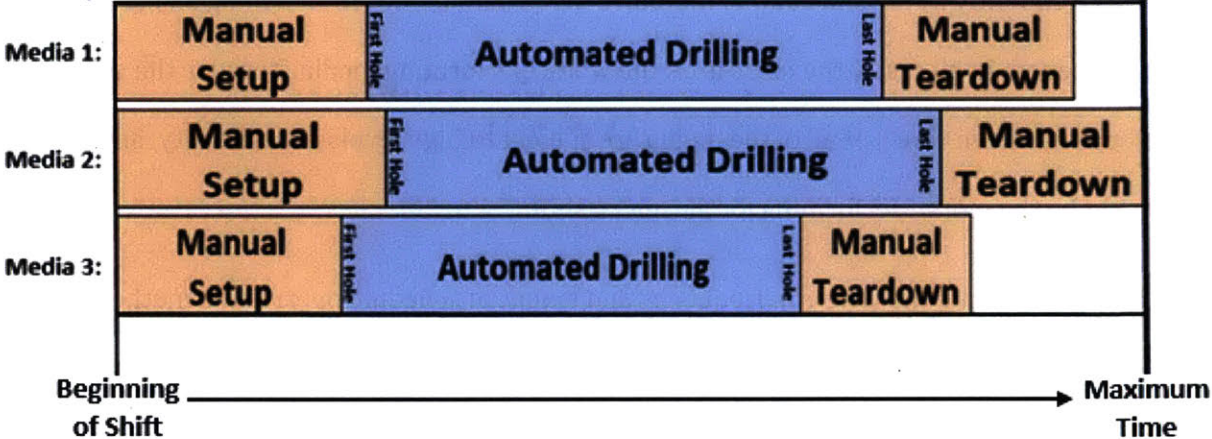 Media 1:
Manual
Setup
First Hole
Automated Drilling
Last Hole
Manual
Teardown
Media 2:
Manual
Setup
First Hole
Automated Drilling
Last Hole
Manual
Teardown
Media 3:
Manual
Setup
First Hole
Automated Drilling
Last Hole
Manual
Teardown
Beginning
of Shift
Maximum
Time